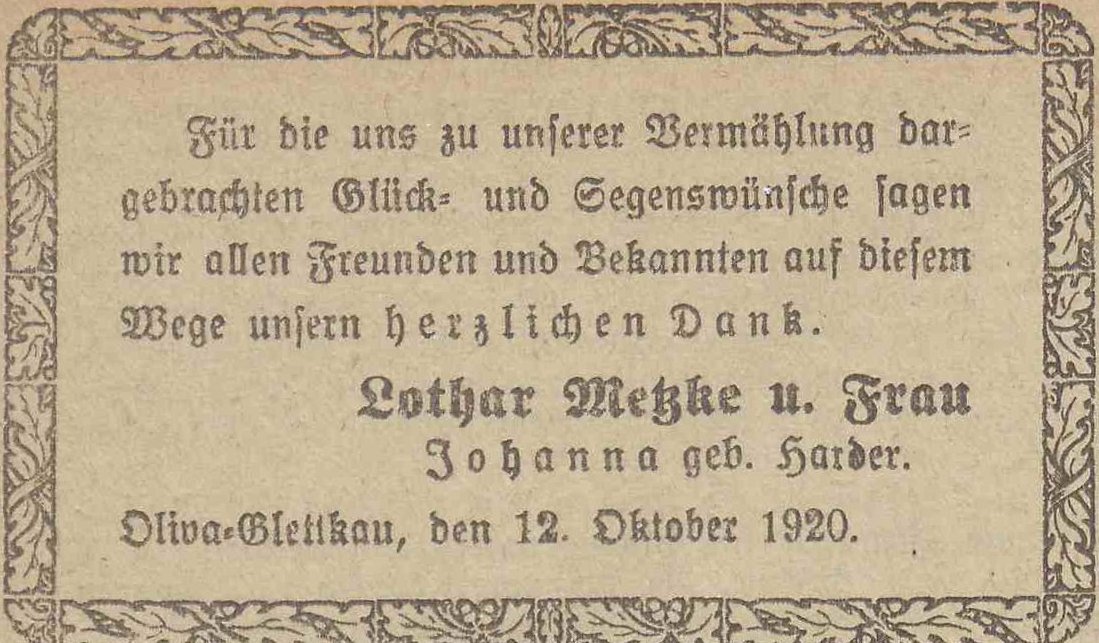 Für die uns zu unserer Vermählung dar-
gebrachten Glück- und Segenswünsche sagen
wir allen Freunden und Bekannten auf diesem
Wege unsern herzlichen Dank.
Lothar Metzke u. Frau
Johanna geb. Harder.
Oliva-Glettkau, den 12. Oktober 1920.